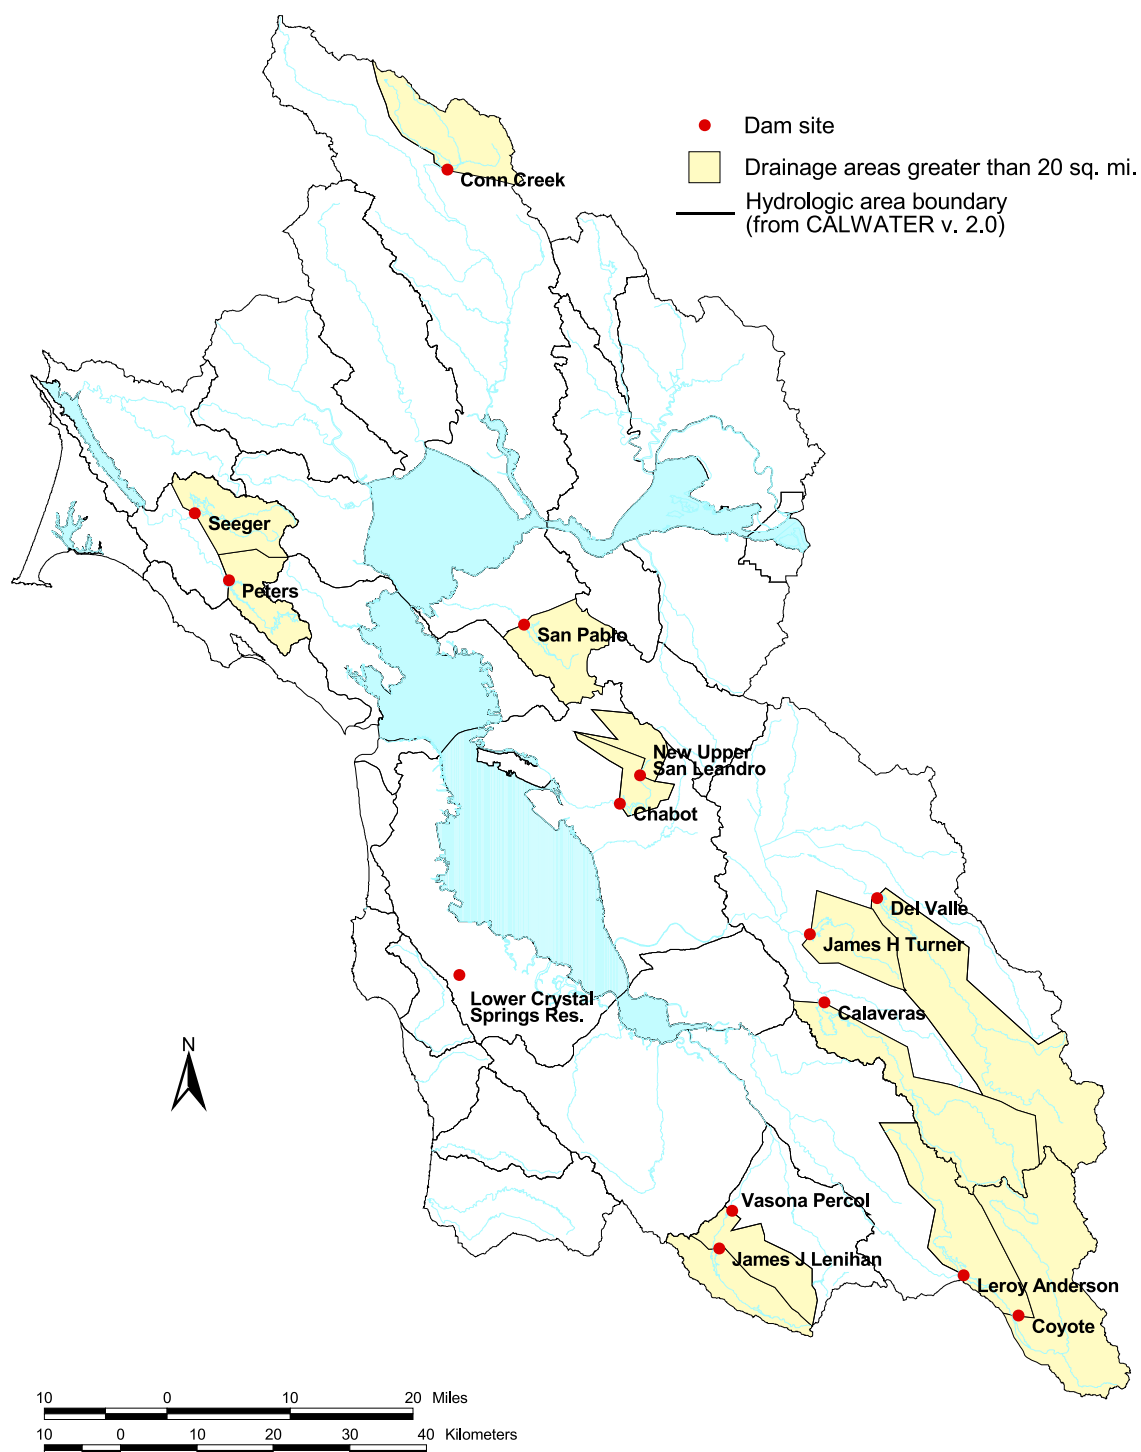 Dam site
Drainage areas greater than 20 sq. mi.
Hydrologic area boundary
(from CALWATER v. 2.0)
Conn Creek
Seeger
Peters
San Pablo
New Upper
San Leandro
Chabot
Del Valle
James H Turner
Lower Crystal
Springs Res.
Calaveras
N
Vasona Percol
James J Lenihan
Leroy Anderson
Coyote
10 0 10 20 Miles
10 0 10 20 30 40 Kilometers